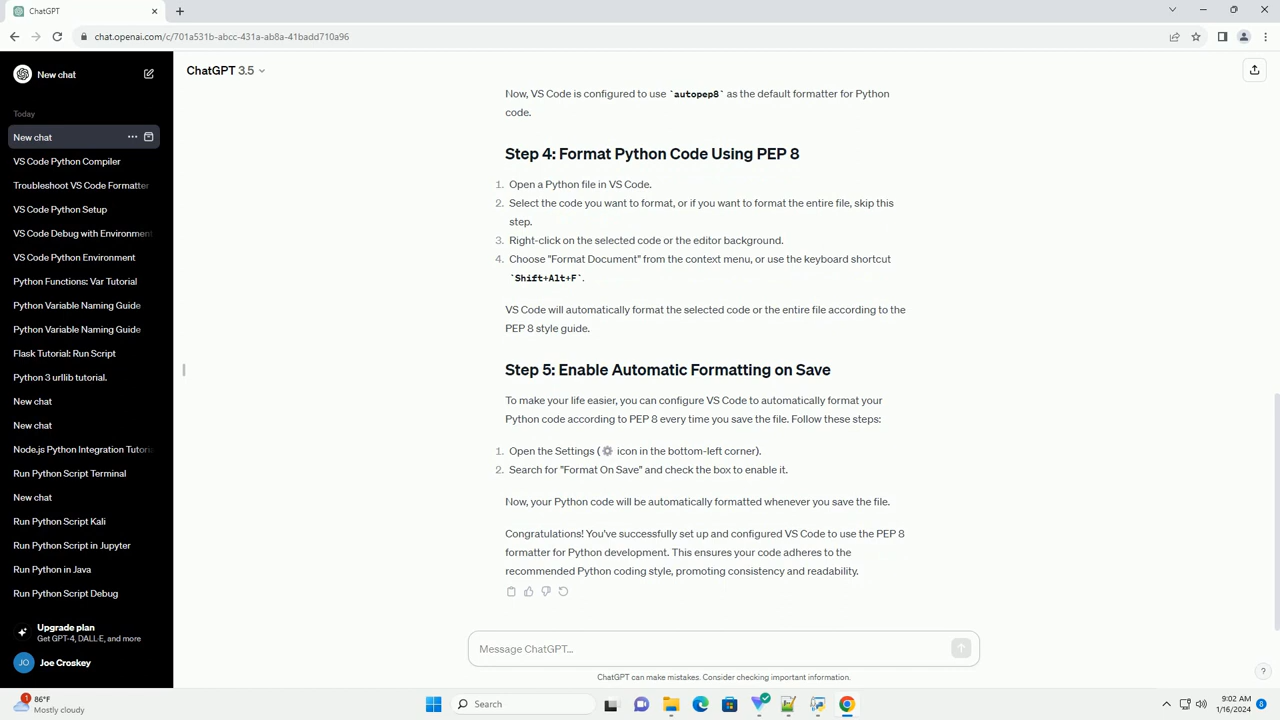 ChatGPT
chat.openai.com/c/701a531b-abcc-431a-ab8a-41badd710a96
New chat
ChatGPT 3.5
Today
New chat
VS Code Python Compiler
Troubleshoot VS Code Formatter
VS Code Python Setup
VS Code Debug with Environment
VS Code Python Environment
Python Functions: Var Tutorial
Python Variable Naming Guide
Python Variable Naming Guide
Flask Tutorial: Run Script
Python 3 urllib tutorial.
New chat
New chat
Node.js Python Integration Tutoria
Run Python Script Terminal
New chat
Run Python Script Kali
Run Python Script in Jupyter
Run Python in Java
Run Python Script Debug
Upgrade plan
Get GPT-4, DALL·E, and more
JO
Joe Croskey
Now, VS Code is configured to use `autopep8` as the default formatter for Python
code.
Step 4: Format Python Code Using PEP 8
1. Open a Python file in VS Code.
2. Select the code you want to format, or if you want to format the entire file, skip this
step.
3. Right-click on the selected code or the editor background.
4. Choose "Format Document" from the context menu, or use the keyboard shortcut
`Shift+Alt+F`.
VS Code will automatically format the selected code or the entire file according to the
PEP 8 style guide.
Step 5: Enable Automatic Formatting on Save
To make your life easier, you can configure VS Code to automatically format your
Python code according to PEP 8 every time you save the file. Follow these steps:
1. Open the Settings (⚙️ icon in the bottom-left corner).
2. Search for "Format On Save" and check the box to enable it.
Now, your Python code will be automatically formatted whenever you save the file.
Congratulations! You've successfully set up and configured VS Code to use the PEP 8
formatter for Python development. This ensures your code adheres to the
recommended Python coding style, promoting consistency and readability.
Message ChatGPT...
ChatGPT can make mistakes. Consider checking important information.
?
1
86°F
Mostly cloudy
Search
9:02 AM
1/16/2024
8